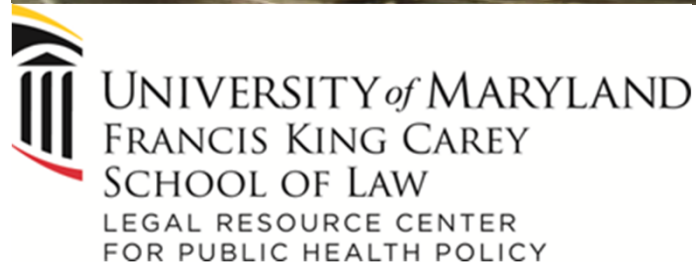 UNIVERSITY of MARYLAND
FRANCIS KING CAREY
SCHOOL OF LAW
LEGAL RESOURCE CENTER
FOR PUBLIC HEALTH POLICY